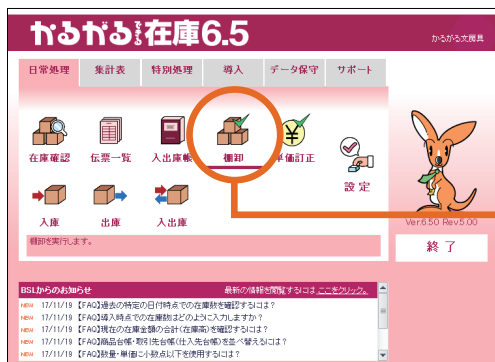 かるがるできる在庫6.5
かるがる文房具
日常処理 集計表 特別処理 導入 データ保守 サポート
在庫確認 伝票一覧 入出庫帳 棚卸 単価訂正
設定
入庫 出庫 入出庫
Ver.6.50 Rev.5.00
棚卸を実行します。
終了
BSLからのお知らせ 最新の情報を閲覧するには ここをクリック。
NEW 17/11/19 【FAQ】過去の特定の日付時点での在庫数を確認するには?
NEW 17/11/19 【FAQ】導入時点での在庫数はどのように入力しますか?
NEW 17/11/19 【FAQ】現在の在庫金額の合計(在庫高)を確認するには?
NEW 17/11/19 【FAQ】商品台帳・取引先台帳(仕入先台帳)を並べ替えるには?
NEW 17/11/19 【FAQ】数量・単価に小数点以下を使用するには?